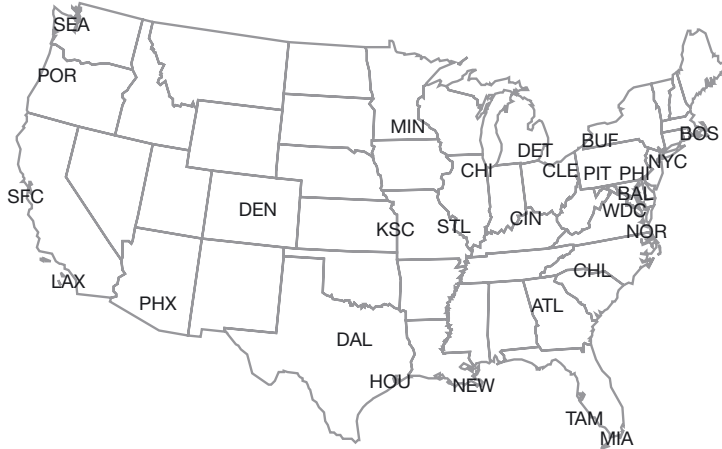 SEA
POR
MIN
BUF
BOS
DET
CHI
CLE
PIT
PHI
NYC
BAL
SFC
DEN
WDC
CIN
STL
KSC
NOR
CHL
LAX
PHX
ATL
DAL
HOU
NEW
TAM
MIA